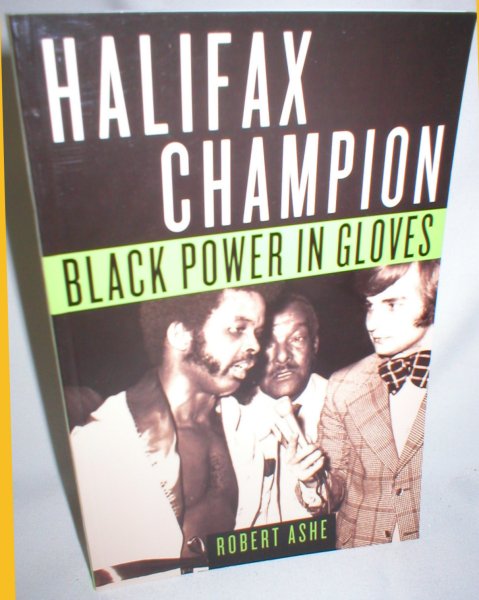 HALIFAX
CHAMPION
BLACK POWER IN GLOVES
ROBERT ASHE